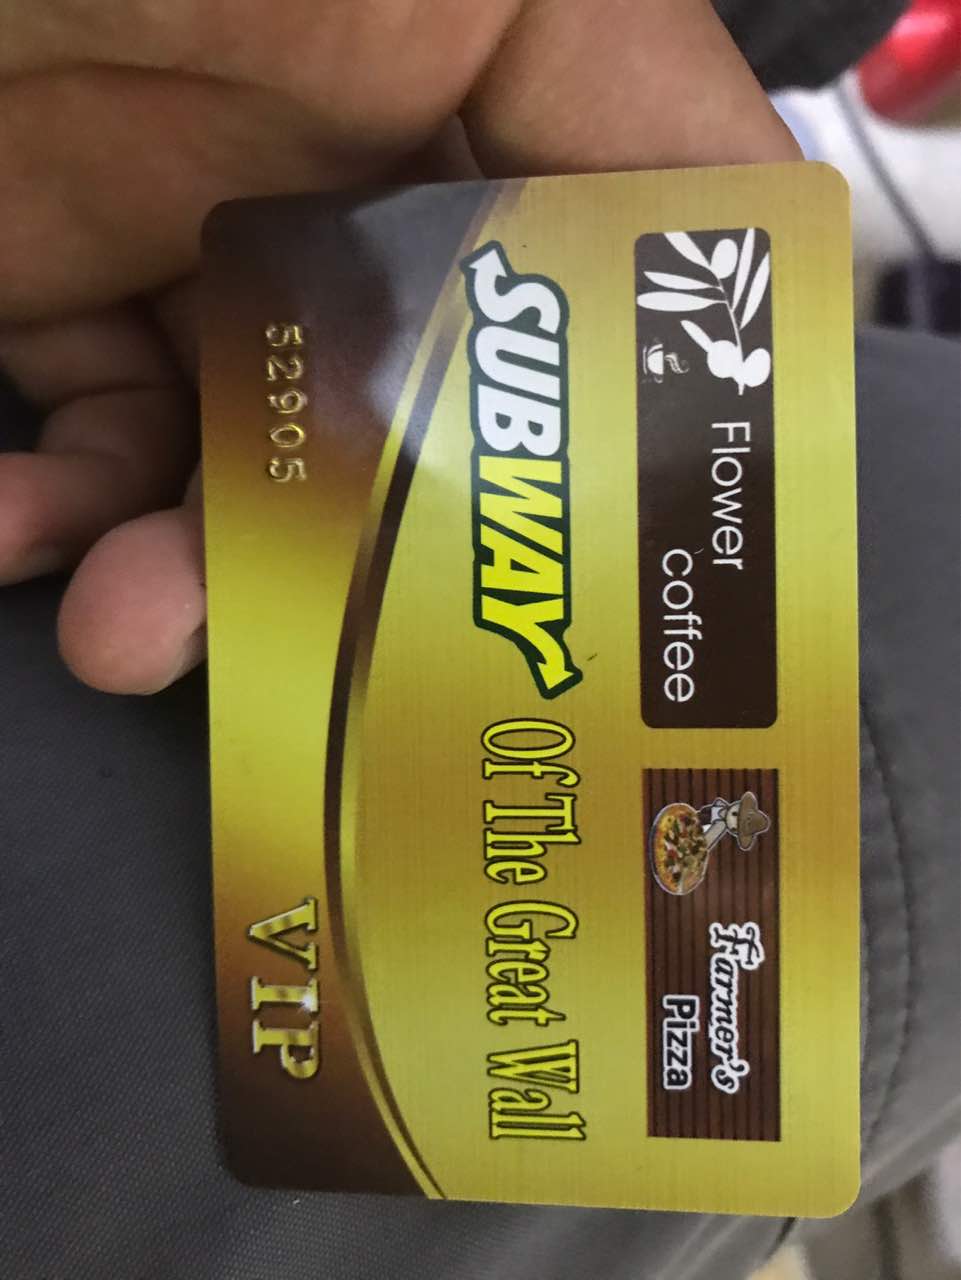 Flower
coffee
Farmer's
Pizza
SUBWAY Of The Great Wall
52905
VIP